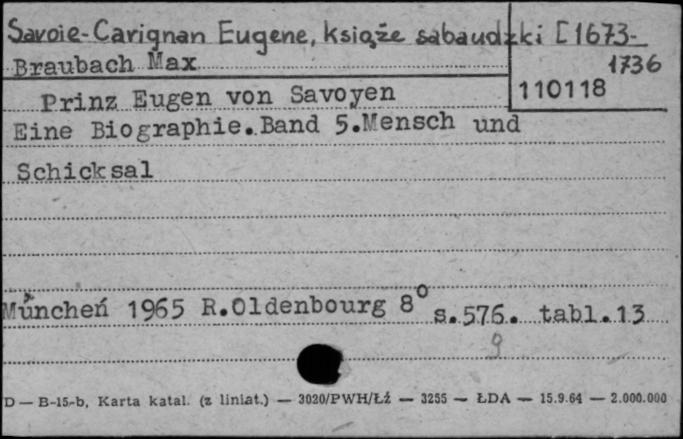 Savoie-Carignan Eugene, książe sabaudzki [1673-
1736
Braubach Max
110118
Prinz Eugen von Savoyen
Eine Biographie. Band 5. Mensch und
Schicksal
München 1965 R.Oldenbourg 8° s.576. tabl.13
9
D — B-15-b, Karta katal. (z liniat.) — 3020/PWH/Łź — 3255 — ŁDA — 15.9.64 — 2.000.000